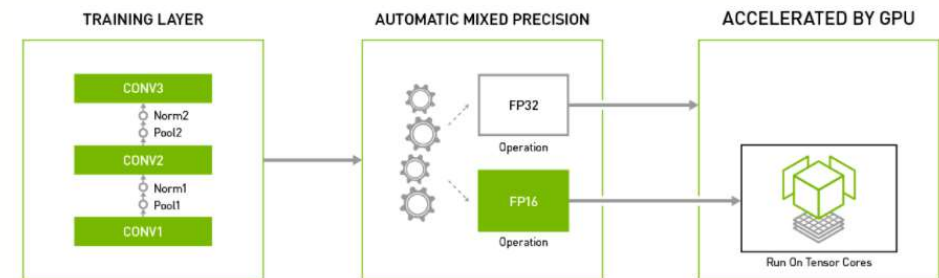 TRAINING LAYER
CONV3
Norm2
Pool2
CONV2
Norm1
Pool1
CONV1
AUTOMATIC MIXED PRECISION
FP32
Operation
FP16
Operation
ACCELERATED BY GPU
Run On Tensor Cores